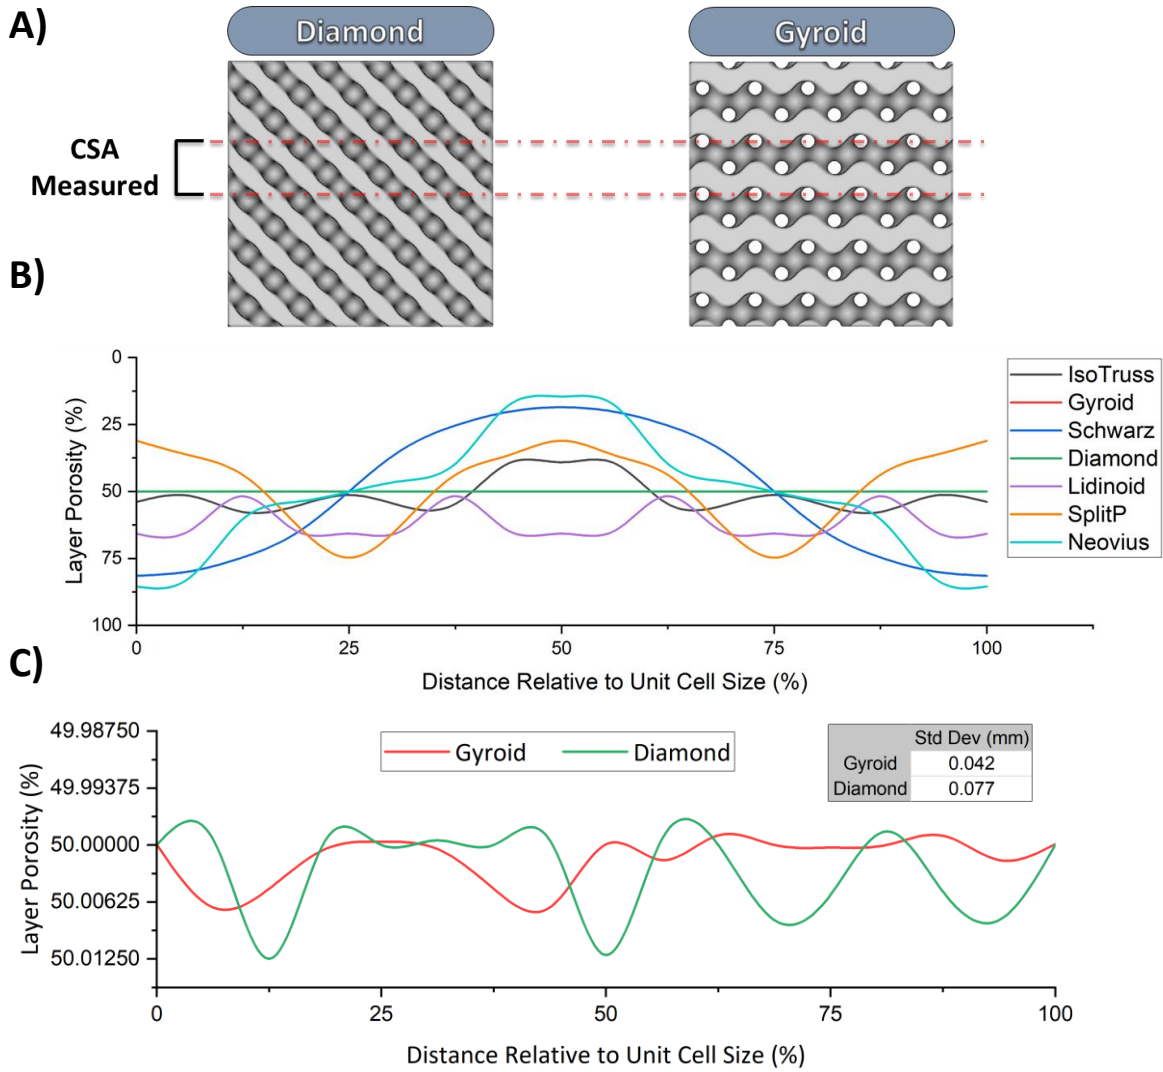 A)
Diamond
Gyroid
CSA
Measured
B)
0
25
50
75
100
Layer Porosity (%)
0
25
50
75
100
Distance Relative to Unit Cell Size (%)
IsoTruss
Gyroid
Schwarz
Diamond
Lidinoid
SplitP
Neovius
C)
49.98750
49.99375
50.00000
50.00625
50.01250
Layer Porosity (%)
Gyroid
Diamond
Std Dev (mm)
Gyroid 0.042
Diamond 0.077
0
25
50
75
100
Distance Relative to Unit Cell Size (%)